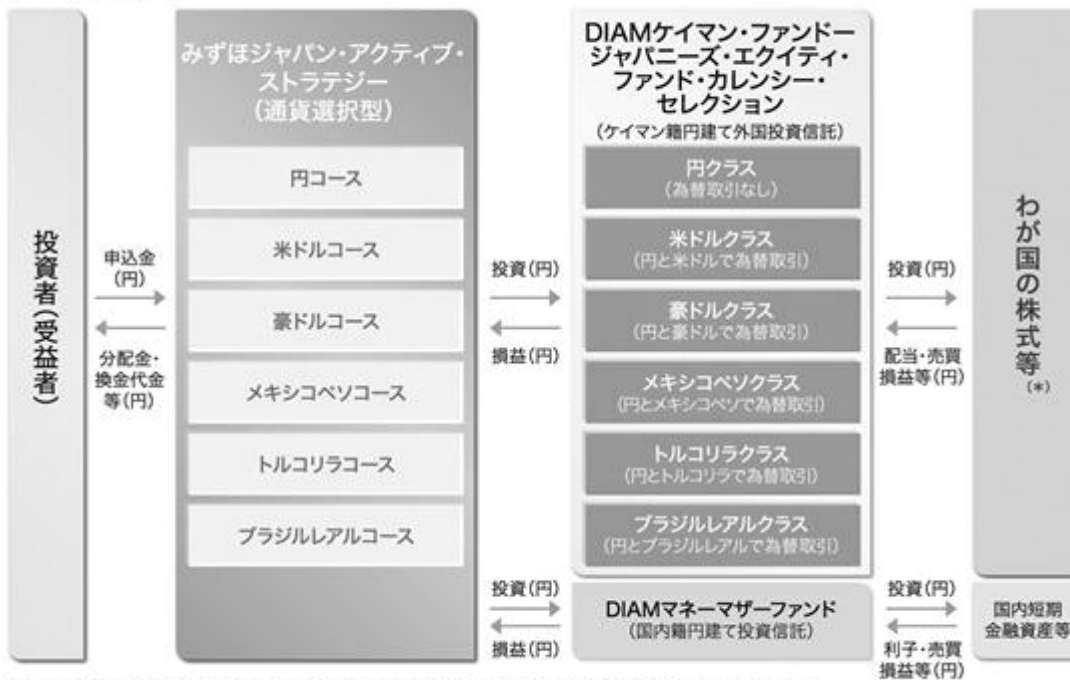 投資者(受益者)
申込金
(円)
分配金・
換金代金
等(円)
みずほジャパン・アクティブ・
ストラテジー
(通貨選択型)
円コース
米ドルコース
豪ドルコース
メキシコペソコース
トルコリラコース
ブラジルレアルコース
投資(円)
損益(円)
投資(円)
損益(円)
DIAMケイマン・ファンドー
ジャパニーズ・エクイティ・
ファンド・カレンシー・
セレクション
(ケイマン籍円建て外国投資信託)
円クラス
(為替取引なし)
米ドルクラス
(円と米ドルで為替取引)
豪ドルクラス
(円と豪ドルで為替取引)
メキシコペソクラス
(円とメキシコペソで為替取引)
トルコリラクラス
(円とトルコリラで為替取引)
ブラジルレアルクラス
(円とブラジルレアルで為替取引)
DIAMマネーマザーファンド
(国内籍円建て投資信託)
投資(円)
配当・売買
損益等(円)
投資(円)
利子・売買
損益等(円)
わが国の株式等
(*)
国内短期
金融資産等